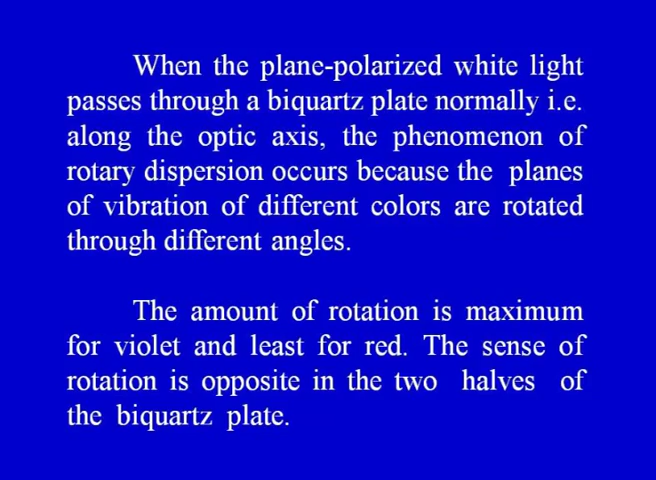 When the plane-polarized white light
passes through a biquartz plate normally i.e.
along the optic axis, the phenomenon of
rotary dispersion occurs because the planes
of vibration of different colors are rotated
through different angles.
The amount of rotation is maximum
for violet and least for red. The sense of
rotation is opposite in the two halves of
the biquartz plate.